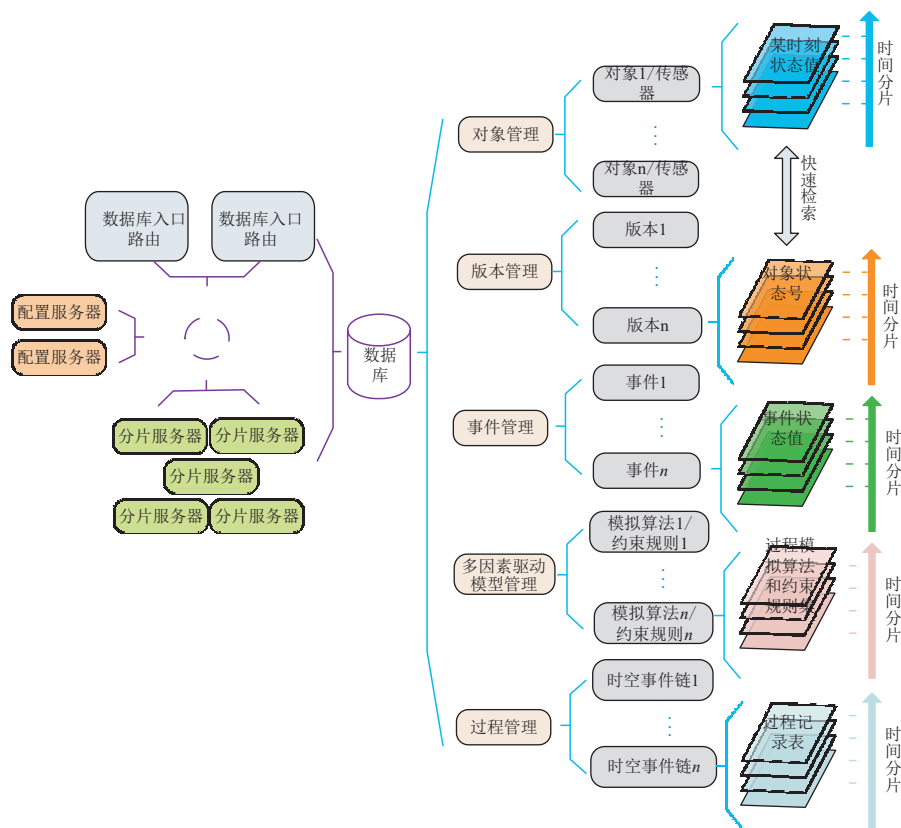 数据库入口
路由
数据库入口
路由
配置服务器
配置服务器
分片服务器
分片服务器
分片服务器
分片服务器
分片服务器
数据
库
对象管理
对象1/传感
器
⋮
对象n/传感
器
某时刻
状态值
时间分片
快速检索
版本管理
版本1
⋮
版本n
对象状
态号
时间分片
事件管理
事件1
⋮
事件n
事件状
态值
时间分片
多因素驱动
模型管理
模拟算法1/
约束规则1
⋮
模拟算法n/
约束规则n
过程模
拟算法
和约束
规则集
时间分片
过程管理
时空事件链1
⋮
时空事件链n
过程记
录表
时间分片